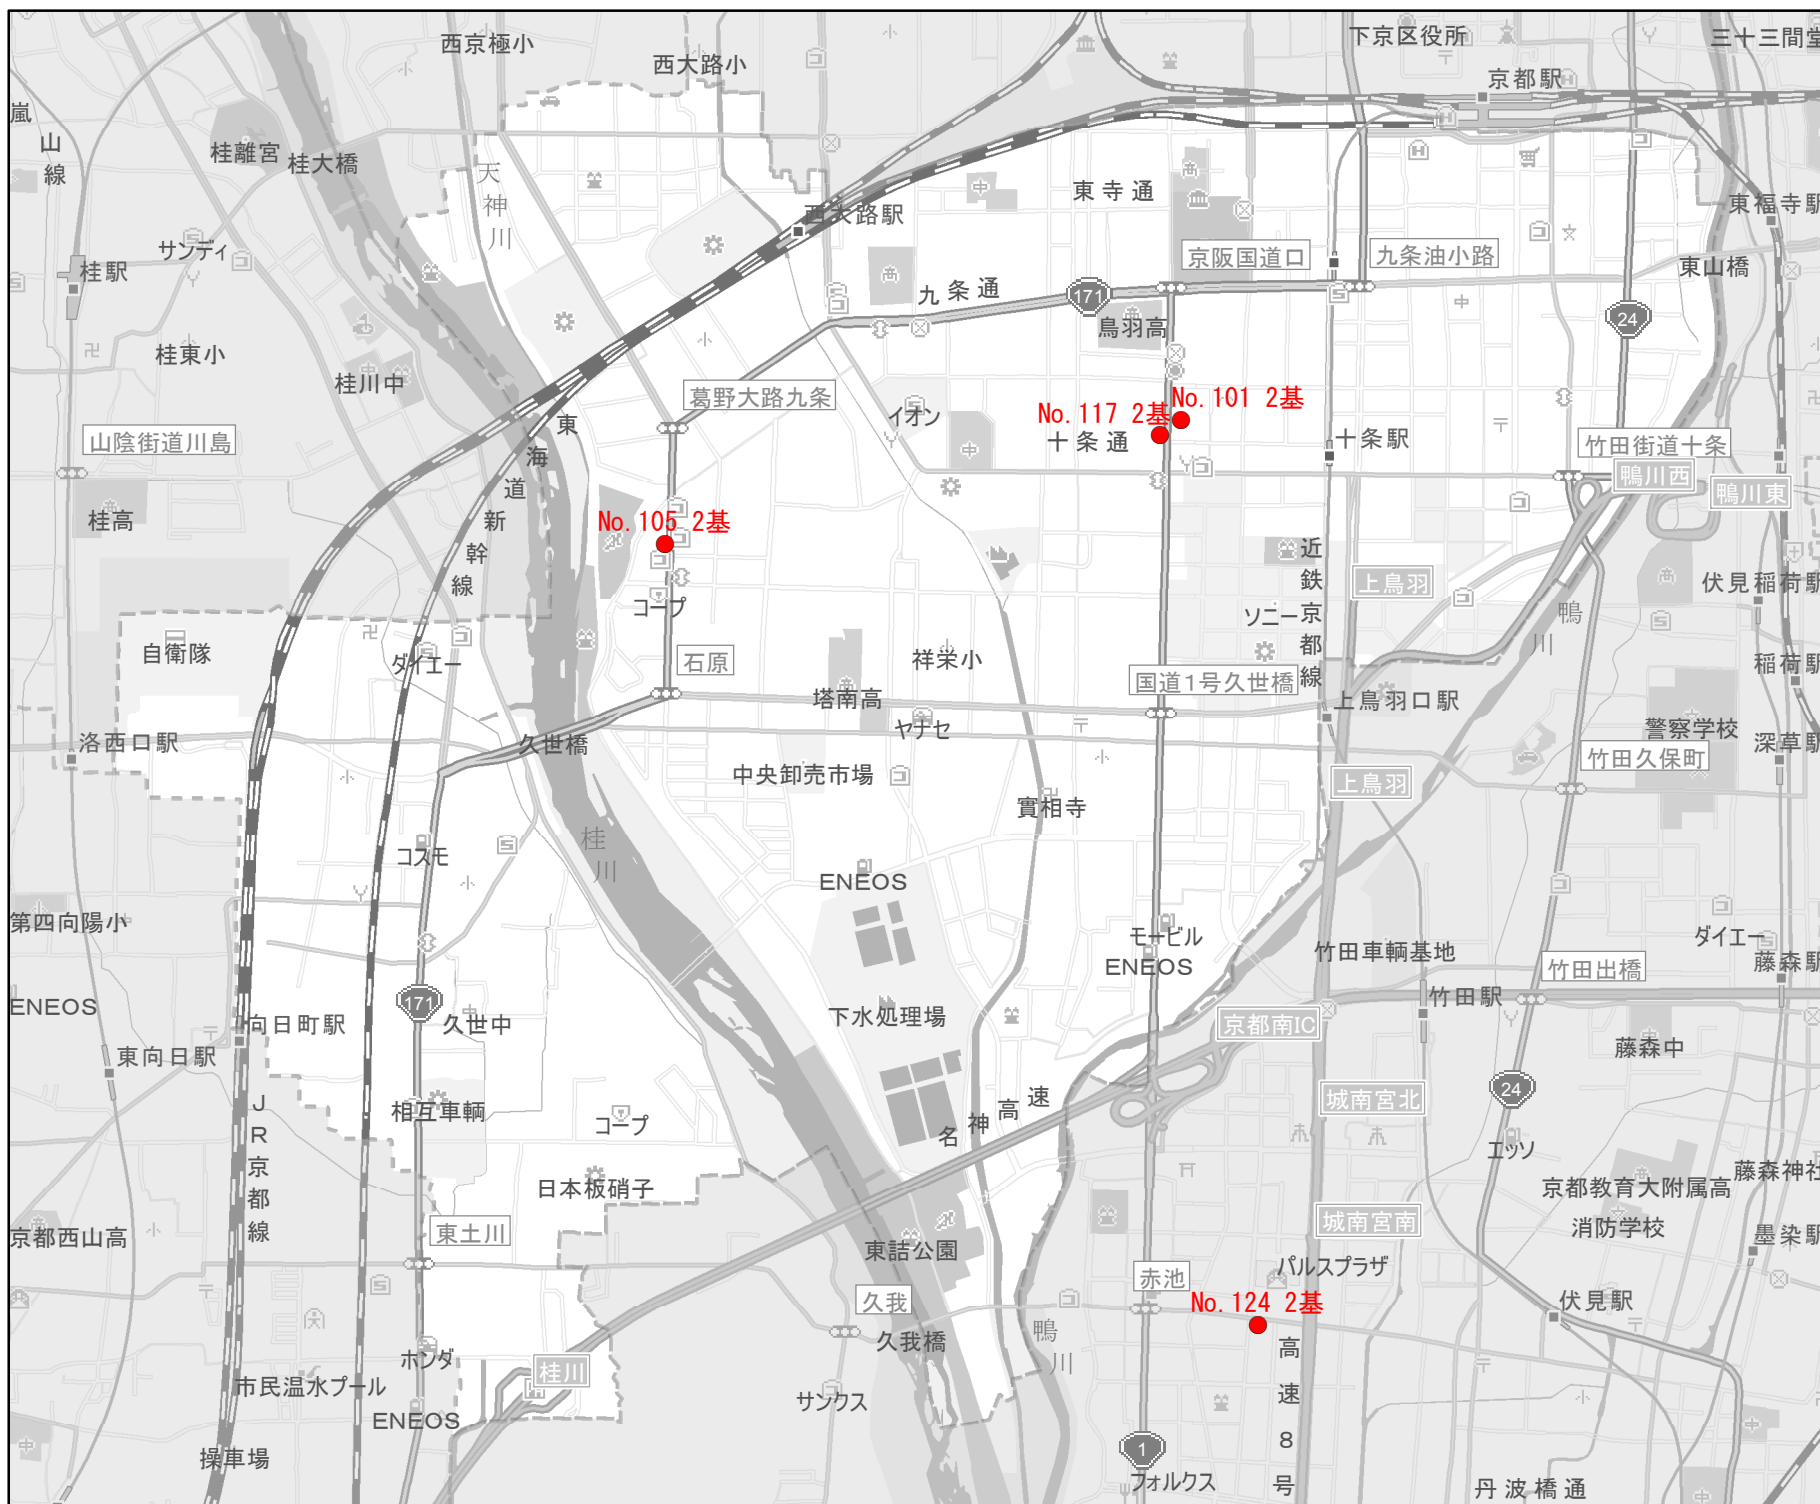 西京極小
西大路小
下京区役所
三十三間堂
京都駅
嵐山線
桂離宮
桂大橋
天神川
東寺通
西大路駅
東福寺駅
サンディ
桂駅
京阪国道口
九条油小路
東山橋
九条通
171
鳥羽高
24
桂東小
桂川中
葛野大路九条
イオン
No.117 2基
No.101 2基
十条通
十条駅
竹田街道十条
山陰街道川島
東海道新幹線
鴨川西
鴨川東
桂高
No.105 2基
近鉄京都線
上鳥羽
伏見稲荷駅
コープ
ソニー
鴨川
自衛隊
ダイエー
石原
祥栄小
稲荷駅
国道1号久世橋
塔南高
上鳥羽口駅
ヤナセ
警察学校
洛西口駅
久世橋
深草駅
竹田久保町
中央卸売市場
上鳥羽
實相寺
桂川
コスモ
ENEOS
第四向陽小
モービル
ENEOS
竹田車輌基地
ダイエー
竹田出橋
藤森駅
ENEOS
171
竹田駅
久世中
下水処理場
向日町駅
京都南IC
東向日駅
藤森中
24
JR京都線
相互車輌
コープ
名神高速
城南宮北
エッソ
日本板硝子
京都教育大附属高
藤森神社
消防学校
京都西山高
東土川
東詰公園
城南宮南
墨染駅
パルスプラザ
赤池
久我
No.124 2基
伏見駅
久我橋
鴨川
高速8号
ホンダ
桂川
市民温水プール
サンクス
ENEOS
操車場
1
フォルクス
丹波橋通